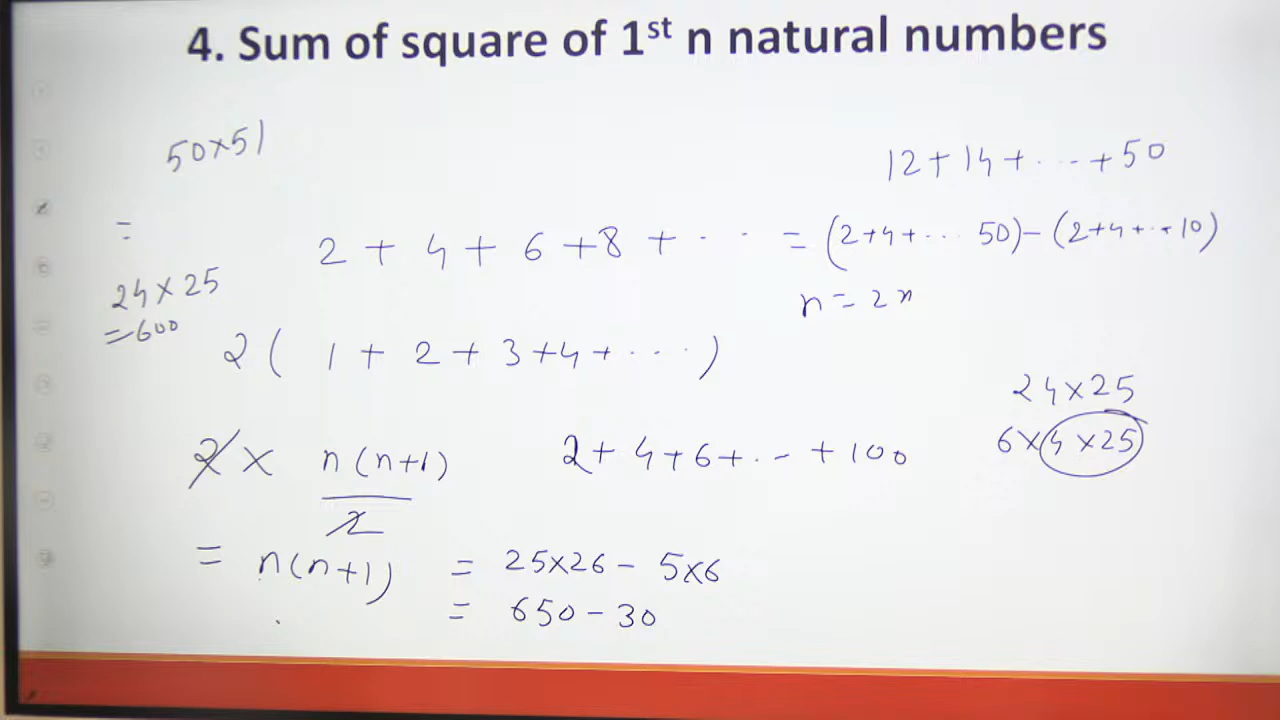 4. Sum of square of 1st n natural numbers
50×51
12+14+ ... +50
=
2 + 4 + 6 +8 + ... = (2+4+... 50)-(2+4+..+10)
24×25
n = 2n
=600
2( 1 + 2 + 3+4+ ... )
24×25
6×4×25
2 × n(n+1)
2+4+6+..- +100
2
= n(n+1) = 25×26 - 5×6
= 650-30